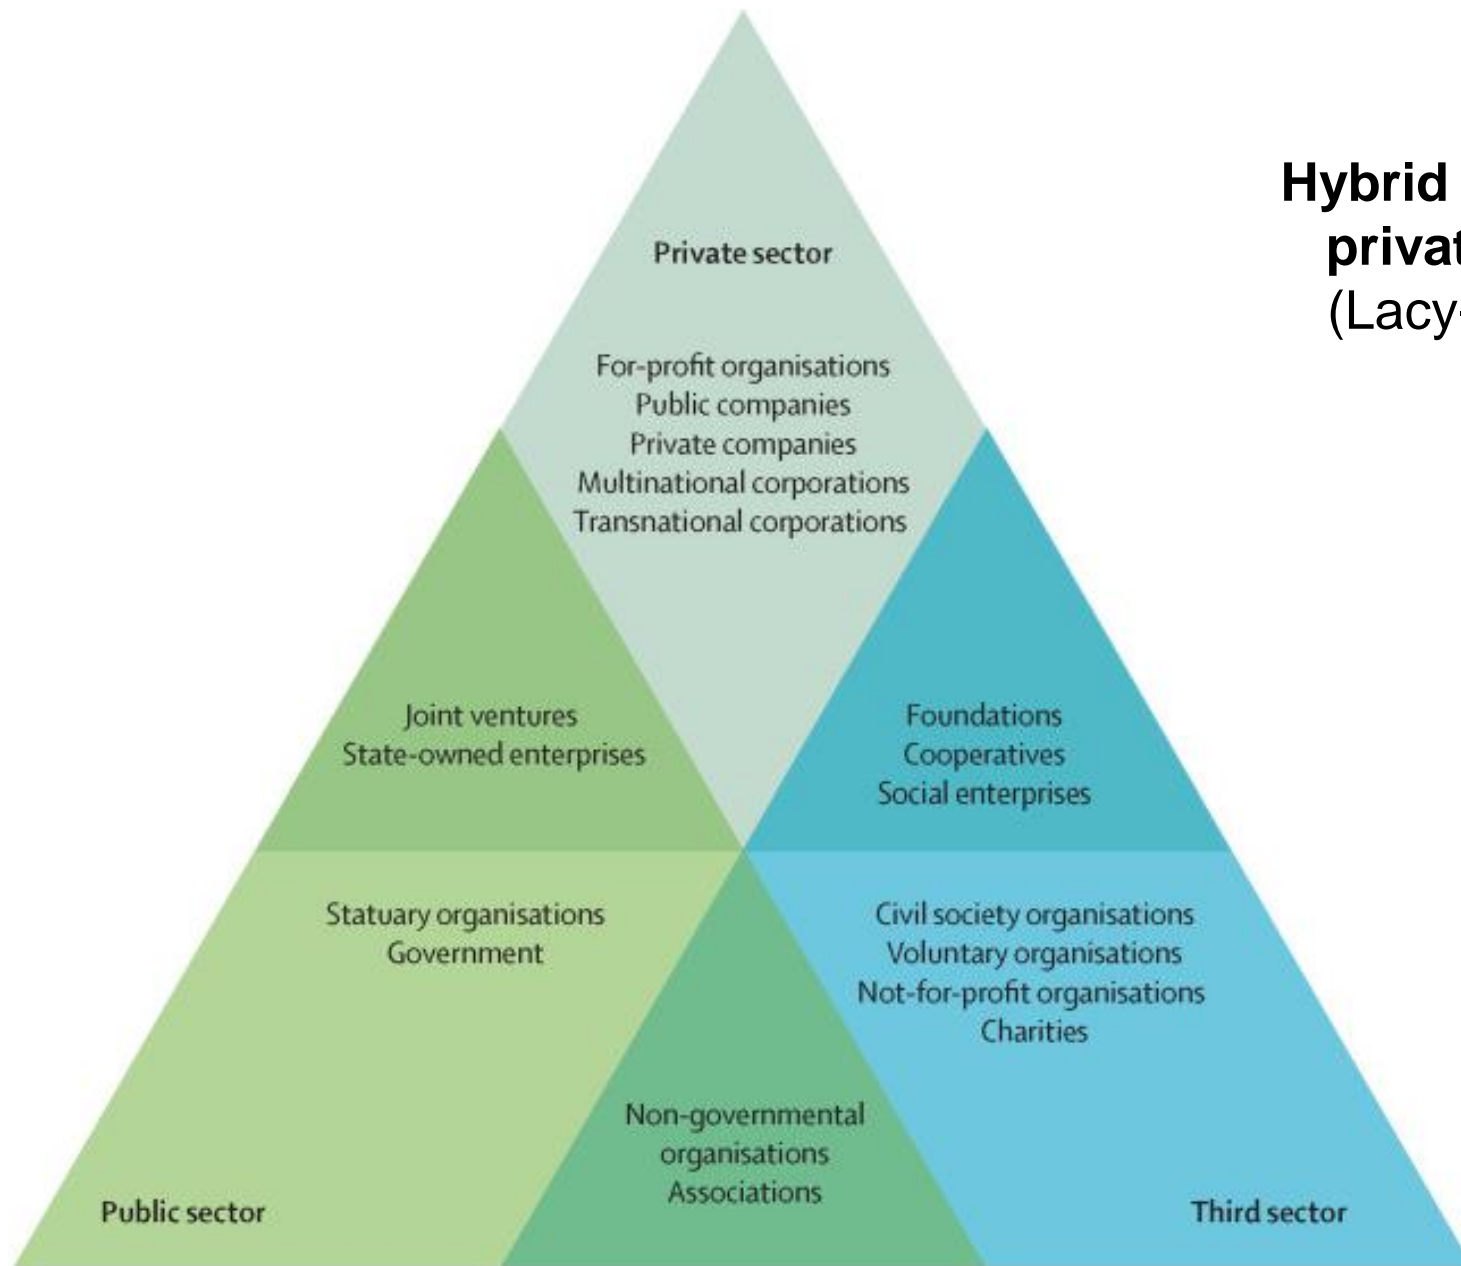 Hybrid
(Lacy-
Private sector
For-profit organisations
Public companies
Private companies
Multinational corporations
Transnational corporations
Joint ventures
State-owned enterprises
Foundations
Cooperatives
Social enterprises
Statuary organisations
Government
Civil society organisations
Voluntary organisations
Not-for-profit organisations
Charities
Non-governmental
organisations
Associations
Public sector
Third sector